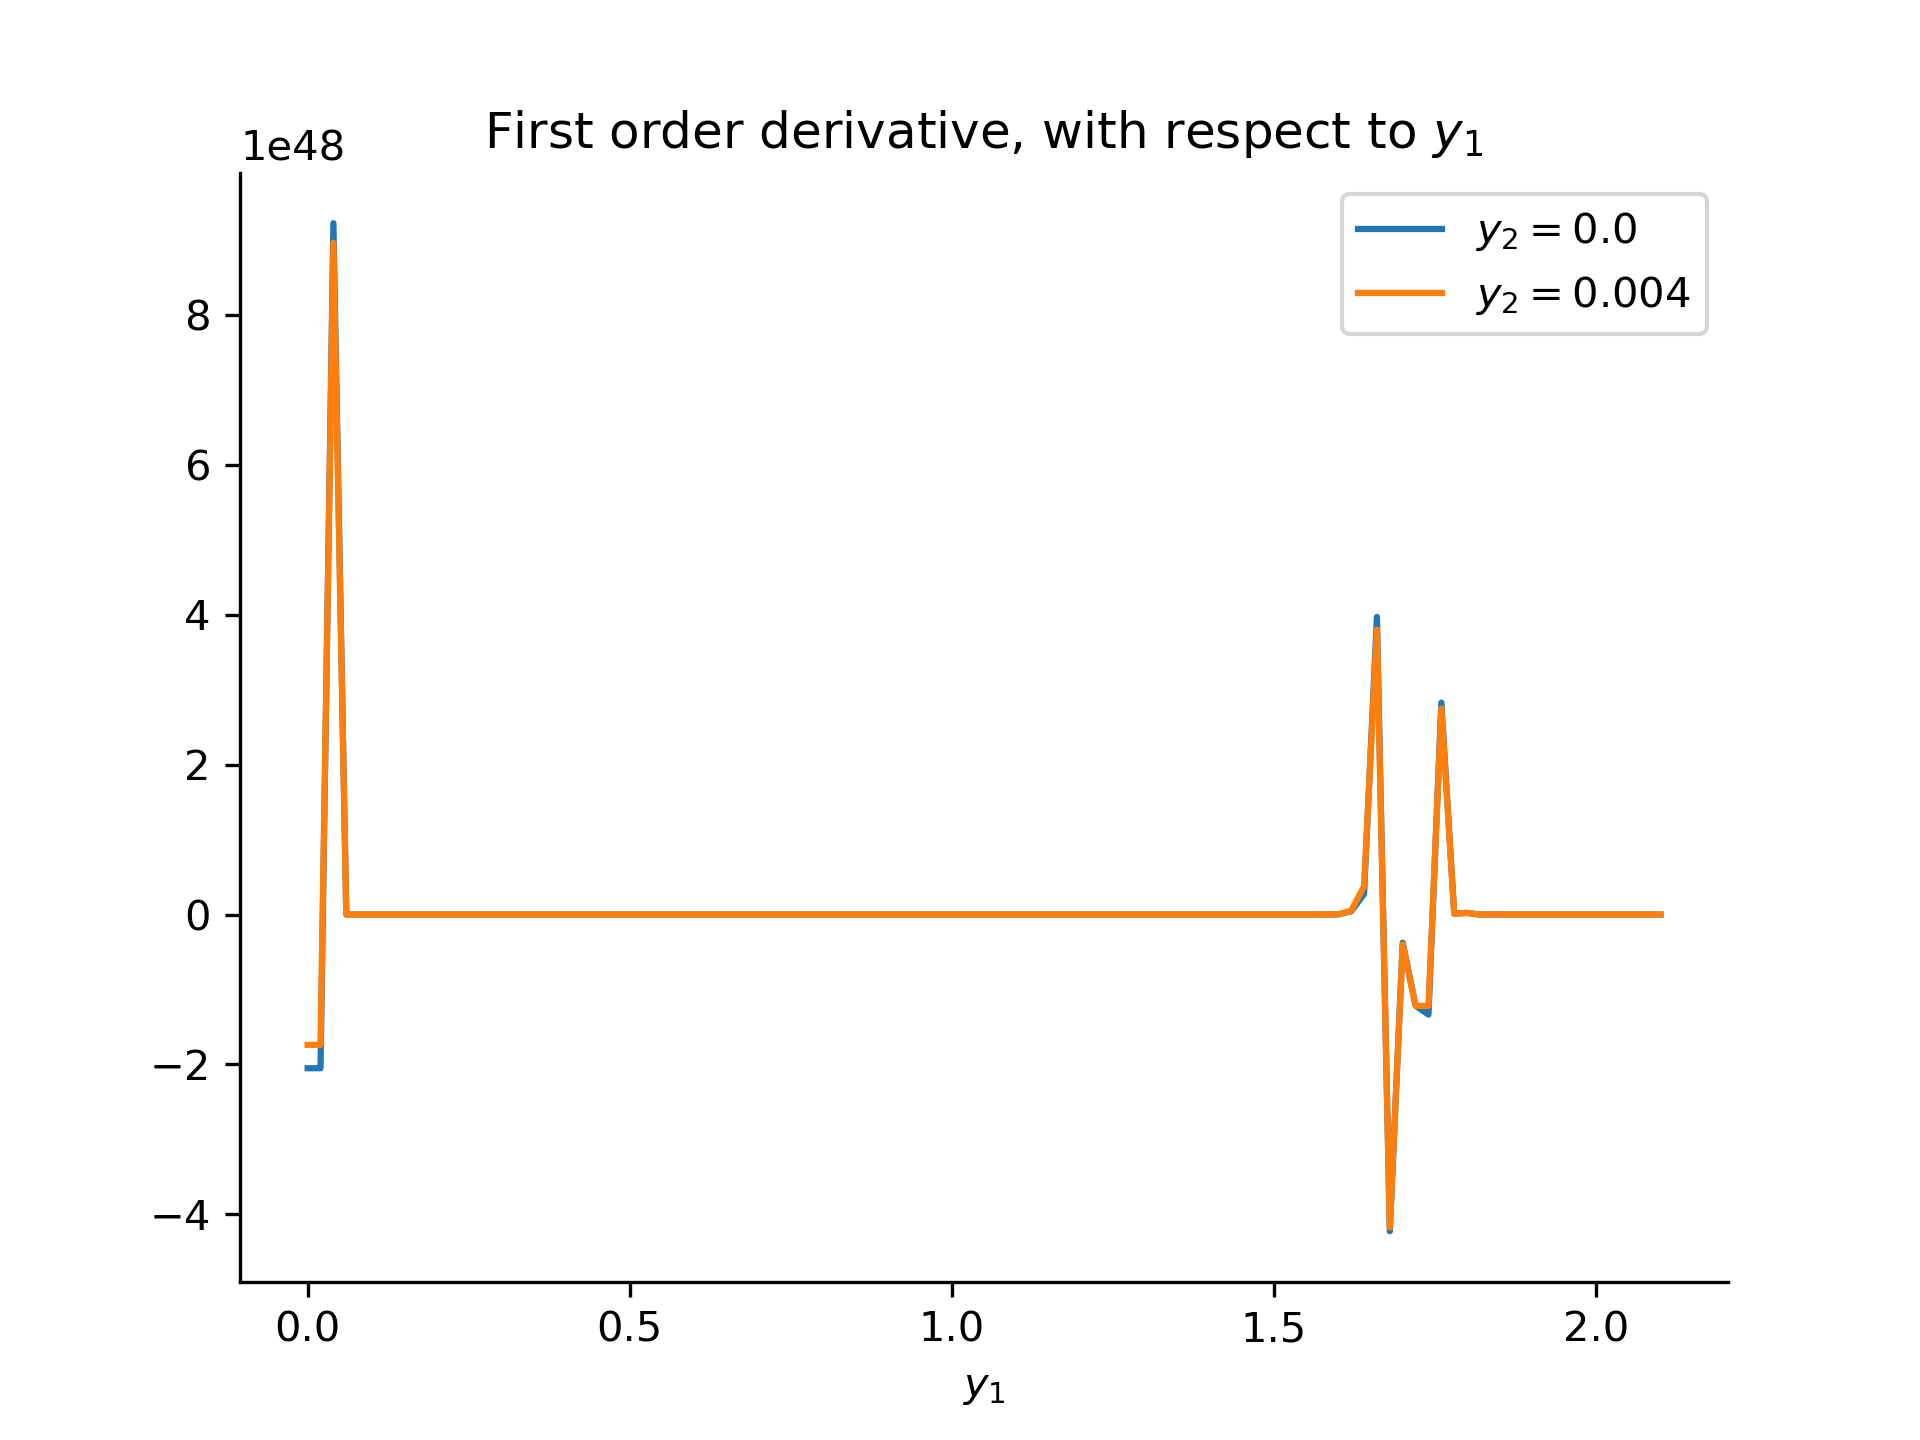 First order derivative, with respect to y₁
1e48
y₂ = 0.0
y₂ = 0.004
8
6
4
2
0
−2
−4
0.0 0.5 1.0 1.5 2.0
y₁